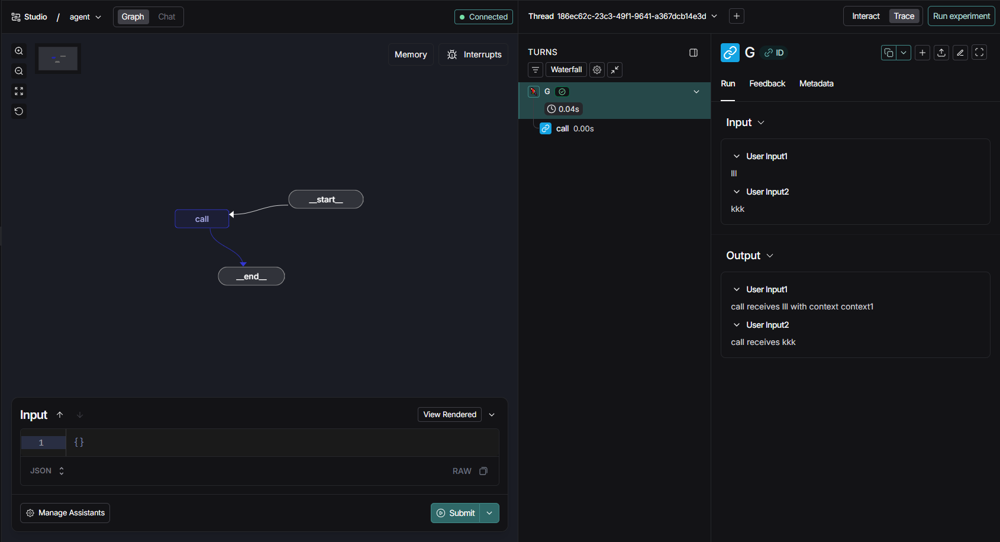 Studio / agent
Graph Chat
Connected
Memory
Interrupts
__start__
call
__end__
Input
View Rendered
1 {}
JSON
RAW
Manage Assistants
Submit
Thread 186ec62c-23c3-49f1-9641-a367dcb14e3d
Interact Trace
Run experiment
TURNS
Waterfall
G
0.04s
call 0.00s
G ID
Run Feedback Metadata
Input
User Input1
lll
User Input2
kkk
Output
User Input1
call receives lll with context context1
User Input2
call receives kkk